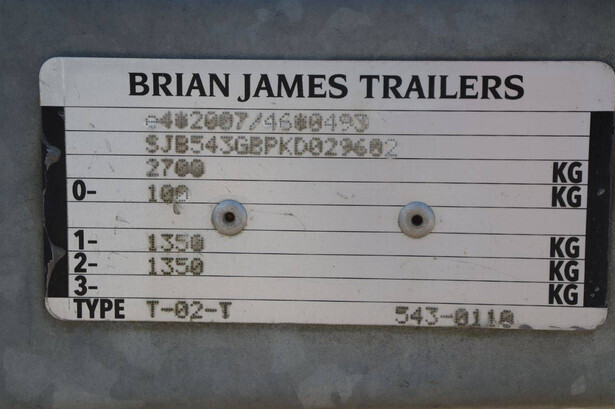 BRIAN JAMES TRAILERS
e4*2007/46*0493
SJB543GBPKD029602
2700 KG
0- 100 KG
1- 1350 KG
2- 1350 KG
3- KG
TYPE T-02-T 543-0110